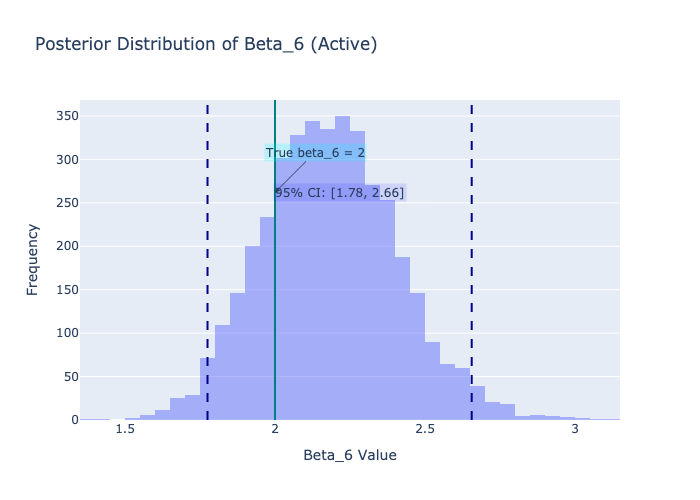 Posterior Distribution of Beta_6 (Active)
350
300
250
200
150
100
50
0
Frequency
True beta_6 = 2
95% CI: [1.78, 2.66]
1.5
2
2.5
3
Beta_6 Value